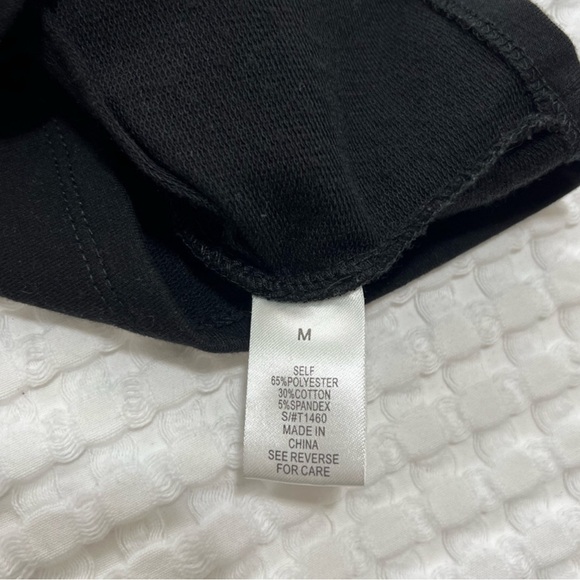 M
SELF
65%POLYESTER
30%COTTON
5%SPANDEX
S/#T1460
MADE IN
CHINA
SEE REVERSE
FOR CARE